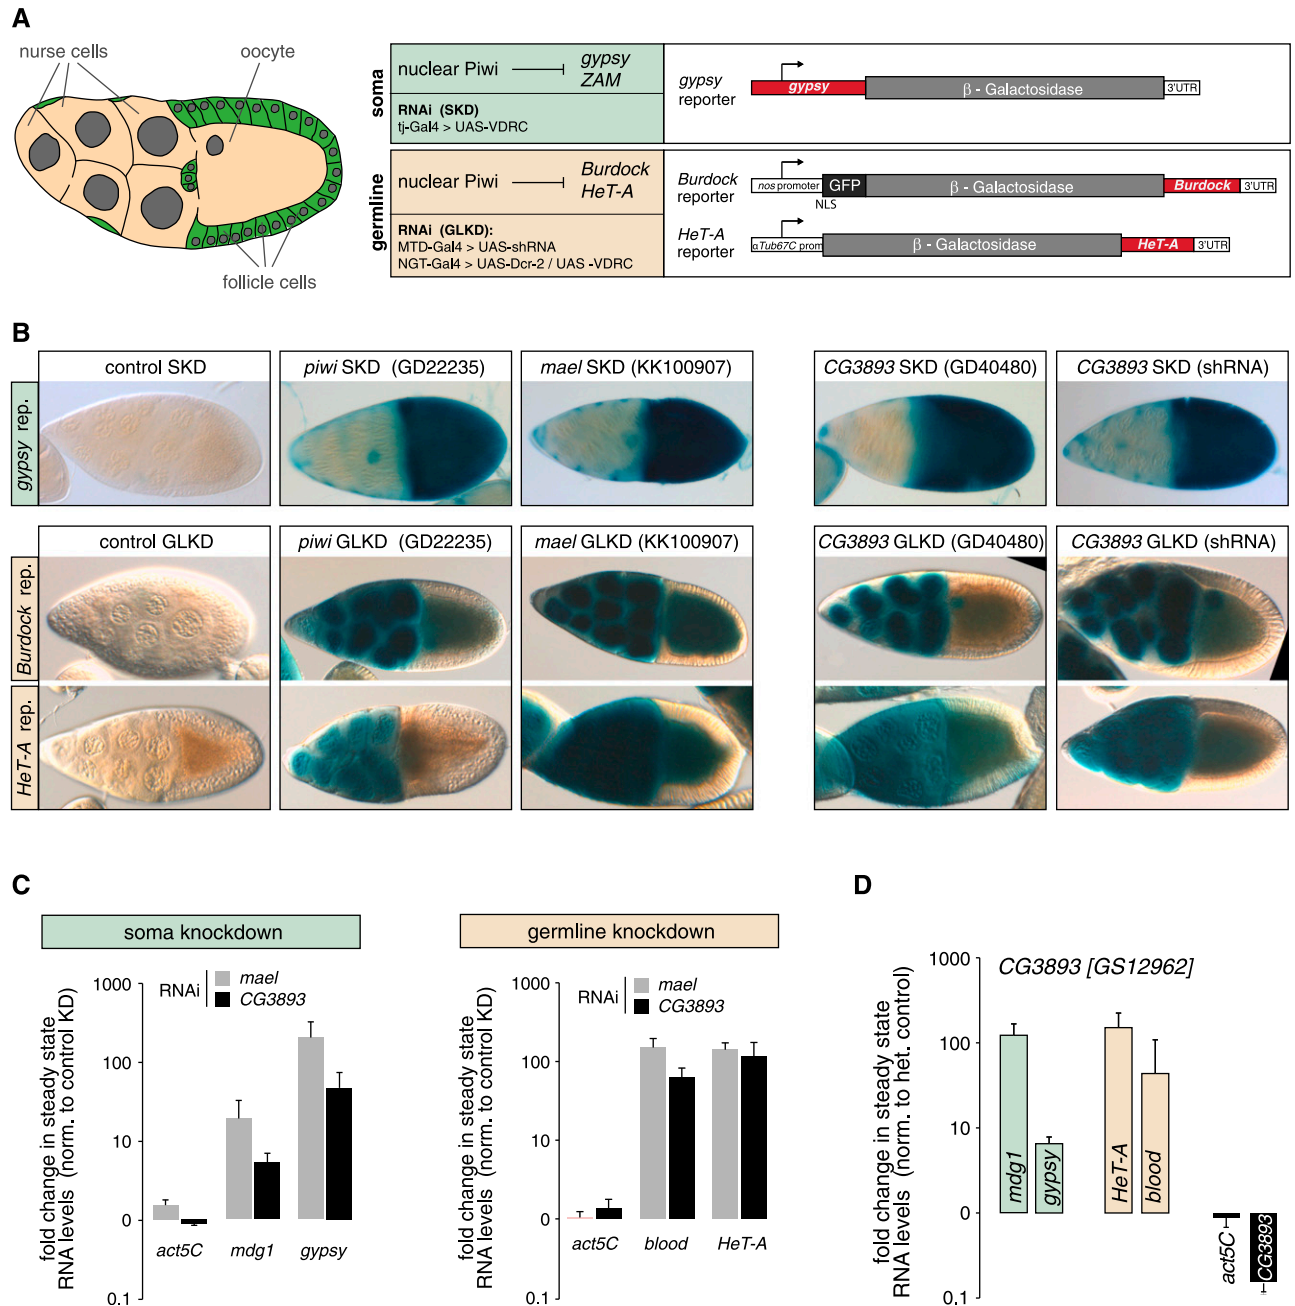 A
nurse cells
oocyte
follicle cells
soma
nuclear Piwi
gypsy
ZAM
RNAi (SKD)
tj-Gal4 > UAS-VDRC
gypsy
reporter
gypsy
β - Galactosidase
3'UTR
germline
nuclear Piwi
Burdock
HeT-A
RNAi (GLKD):
MTD-Gal4 > UAS-shRNA
NGT-Gal4 > UAS-Dcr-2 / UAS -VDRC
Burdock
reporter
nos promoter
GFP
NLS
β - Galactosidase
Burdock
3'UTR
HeT-A
reporter
αTub67C prom
β - Galactosidase
HeT-A
3'UTR
B
control SKD
piwi SKD (GD22235)
mael SKD (KK100907)
CG3893 SKD (GD40480)
CG3893 SKD (shRNA)
gypsy rep.
control GLKD
piwi GLKD (GD22235)
mael GLKD (KK100907)
CG3893 GLKD (GD40480)
CG3893 GLKD (shRNA)
Burdock rep.
HeT-A rep.
C
soma knockdown
fold change in steady state
RNA levels (norm. to control KD)
1000
100
10
0
0.1
RNAi
mael
CG3893
act5C
mdg1
gypsy
germline knockdown
fold change in steady state
RNA levels (norm. to control KD)
1000
100
10
0
0.1
RNAi
mael
CG3893
act5C
blood
HeT-A
D
CG3893 [GS12962]
fold change in steady state
RNA levels (norm. to het. control)
1000
100
10
0
0,1
mdg1
gypsy
HeT-A
blood
act5C
CG3893